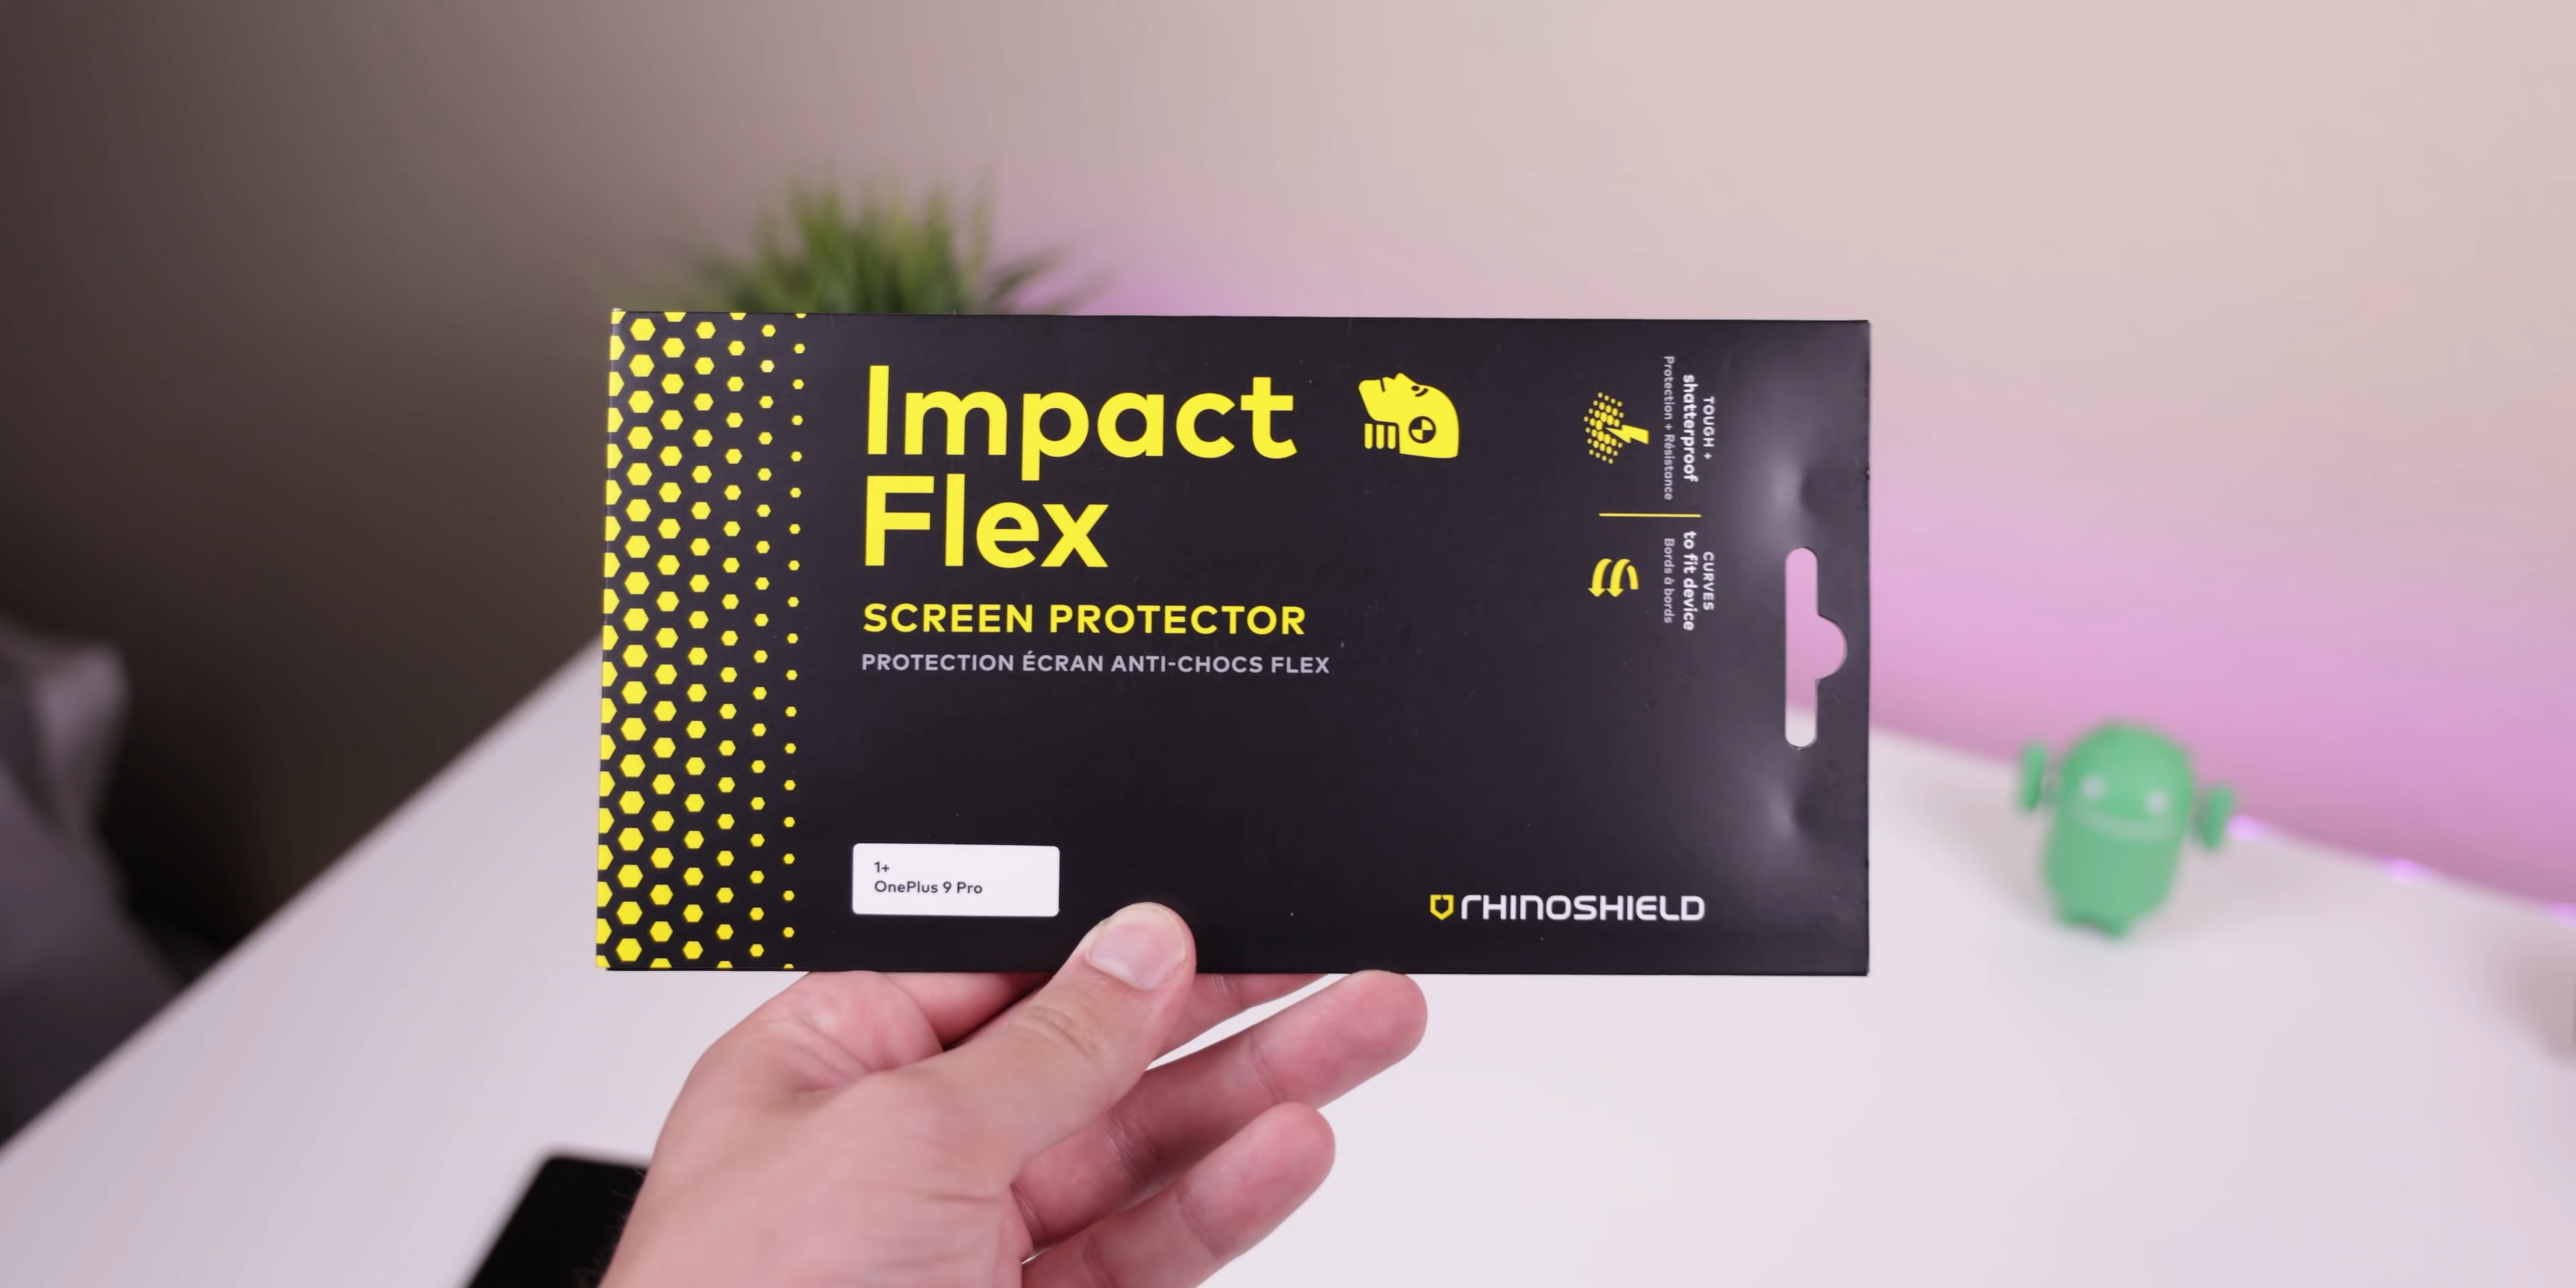 Impact
Flex
SCREEN PROTECTOR
PROTECTION ÉCRAN ANTI-CHOCS FLEX
1+
OnePlus 9 Pro
RHINOSHIELD
TOUGH +
shatterproof
Protection + Résistance
CURVES
to fit device
Bords à bords